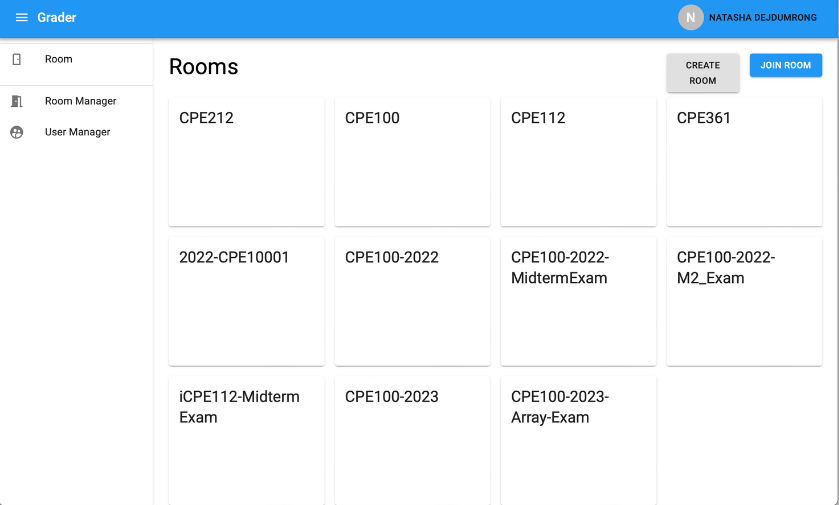 Grader
N NATASHA DEJDUMRONG
Room
Room Manager
User Manager
Rooms
CREATE
ROOM
JOIN ROOM
CPE212
CPE100
CPE112
CPE361
2022-CPE10001
CPE100-2022
CPE100-2022-
MidtermExam
CPE100-2022-
M2_Exam
iCPE112-Midterm
Exam
CPE100-2023
CPE100-2023-
Array-Exam